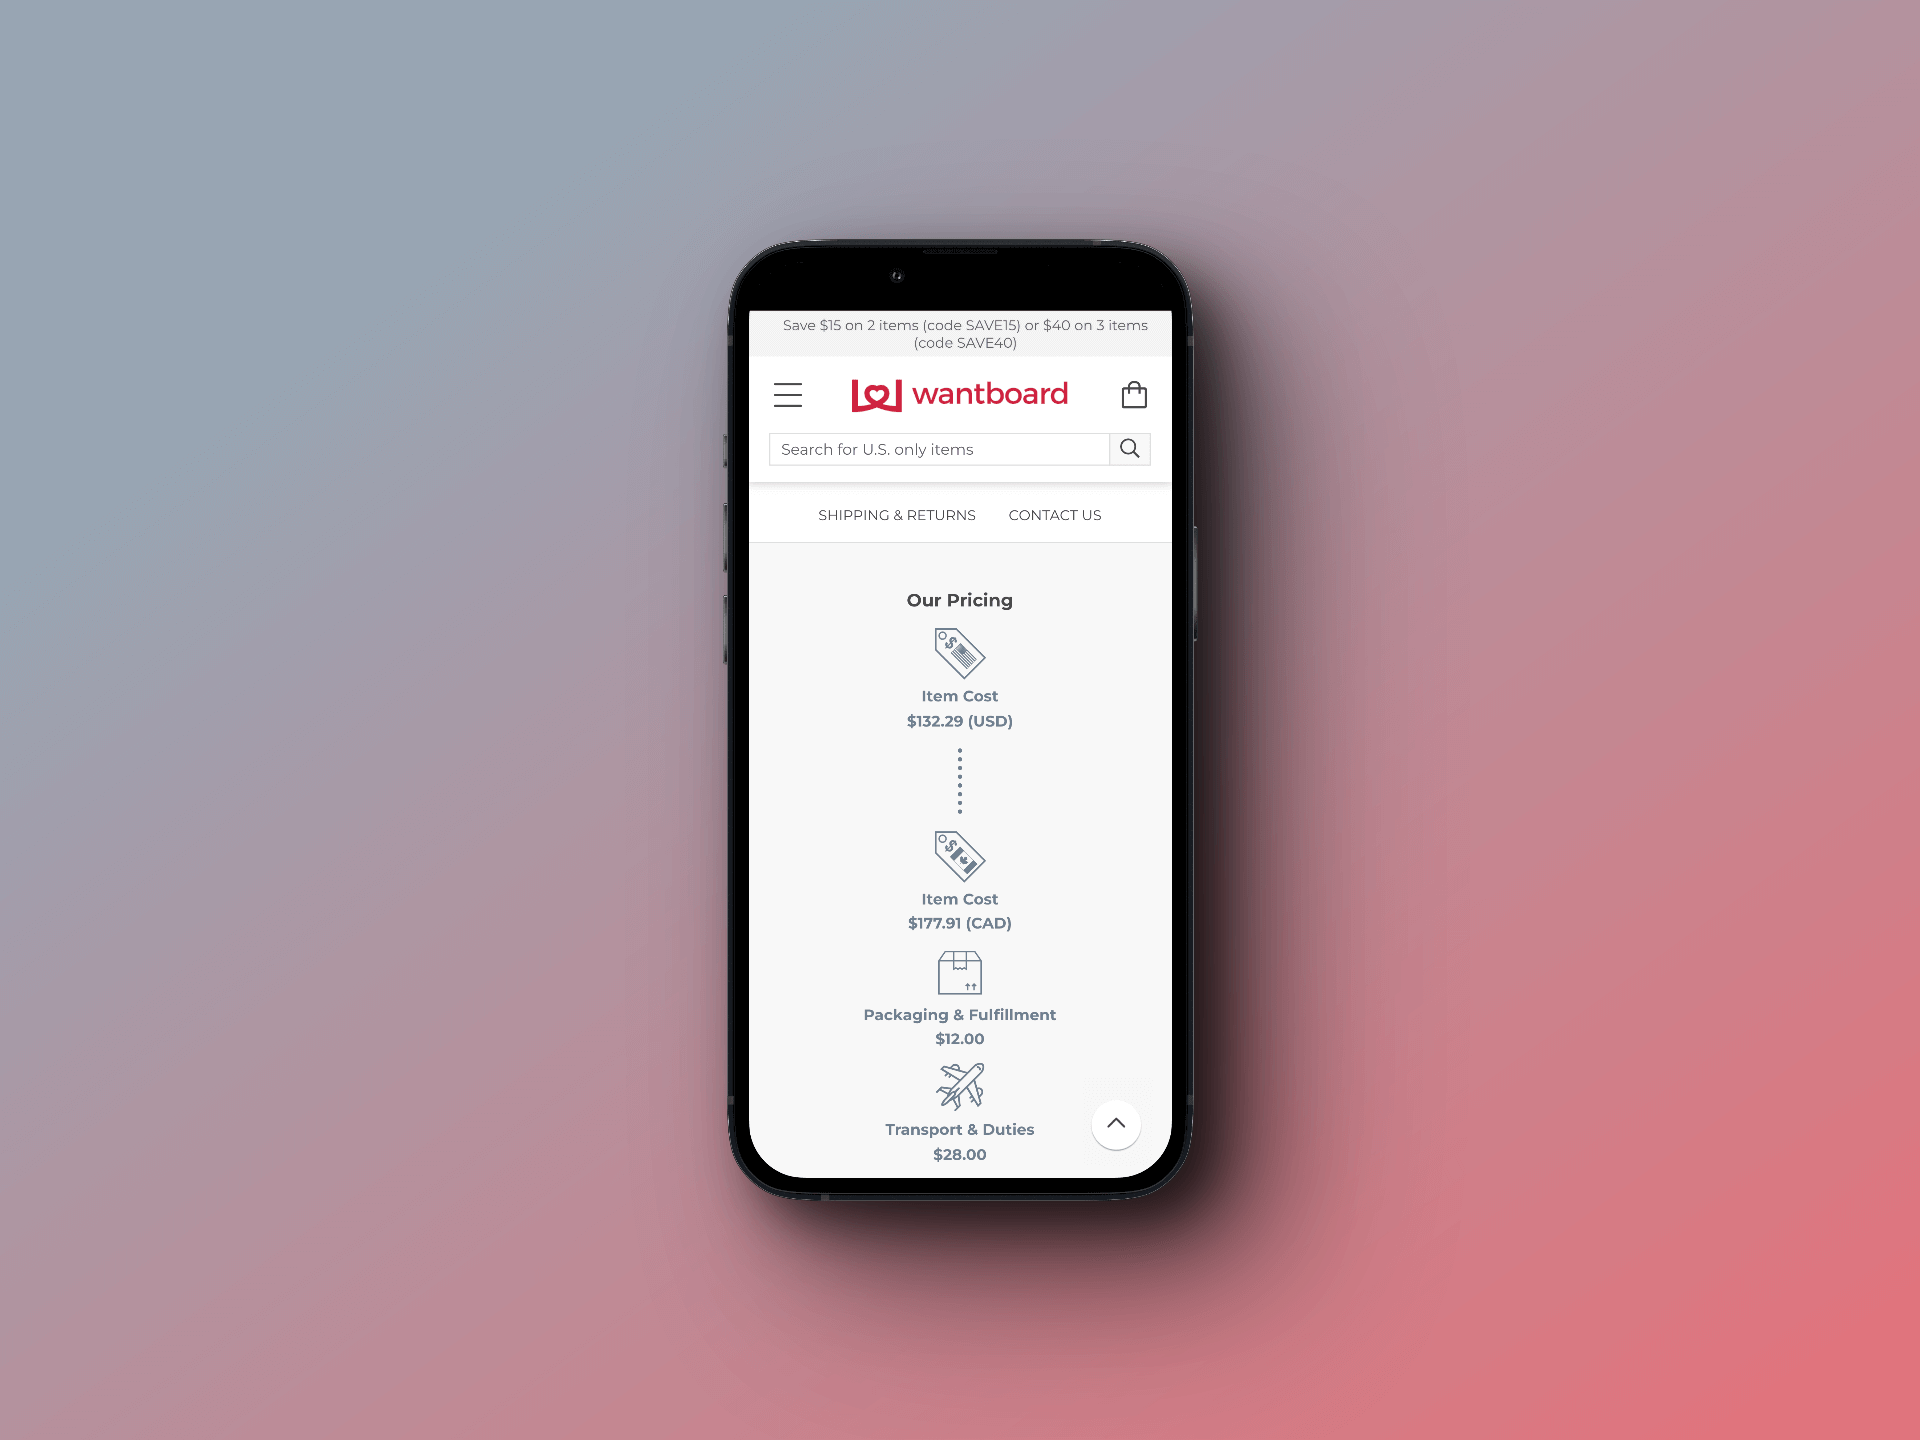 Save $15 on 2 items (code SAVE15) or $40 on 3 items
(code SAVE40)
wantboard
Search for U.S. only items
SHIPPING & RETURNS CONTACT US
Our Pricing
$
Item Cost
$132.29 (USD)
$
Item Cost
$177.91 (CAD)
Packaging & Fulfillment
$12.00
Transport & Duties
$28.00